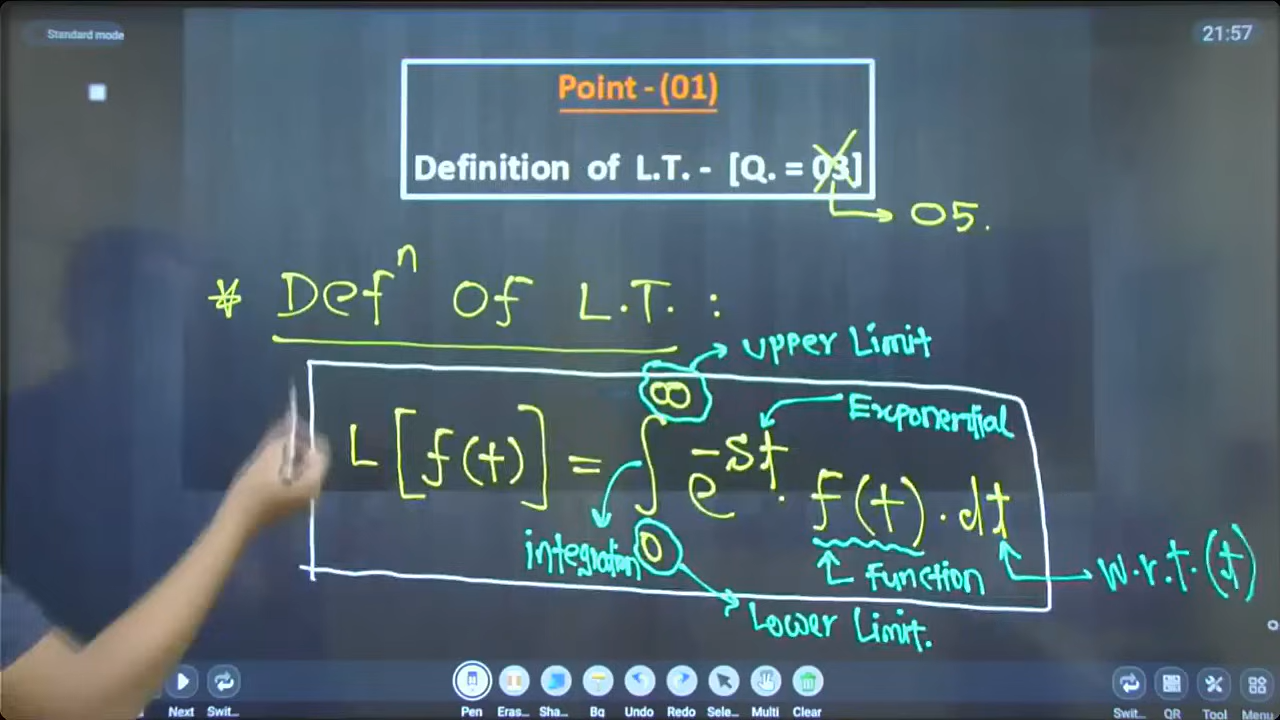 Standard mode
21:57
Point - (01)
Definition of L.T. - [Q. = 03]
05.
* Defⁿ Of L.T. :
Upper Limit
Exponential
L[f(t)] = ∫₀^∞ e^-st . f(t) . dt
integration
Function
w.r.t. (t)
Lower Limit.
Next Swit... Pen Eras... Sha... Bg Undo Redo Sele... Multi Clear Swit... QR Tool Menu